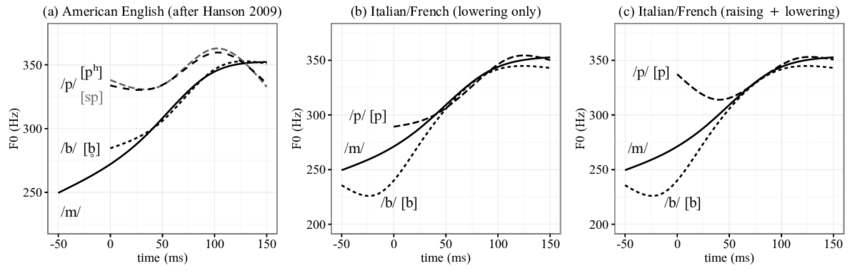 (a) American English (after Hanson 2009)
F0 (Hz)
350
300
250
/p/ [pʰ]
[sp]
/b/ [b̥]
/m/
-50 0 50 100 150
time (ms)
(b) Italian/French (lowering only)
F0 (Hz)
350
300
250
200
/p/ [p]
/m/
/b/ [b]
-50 0 50 100 150
time (ms)
(c) Italian/French (raising + lowering)
F0 (Hz)
350
300
250
200
/p/ [p]
/m/
/b/ [b]
-50 0 50 100 150
time (ms)